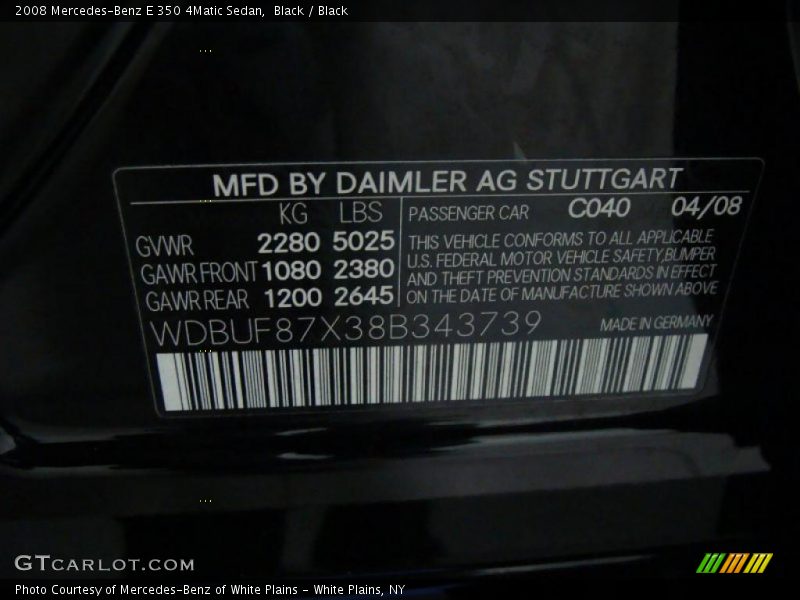 2008 Mercedes-Benz E 350 4Matic Sedan, Black / Black
MFD BY DAIMLER AG STUTTGART
KG LBS
GVWR 2280 5025
GAWR FRONT 1080 2380
GAWR REAR 1200 2645
PASSENGER CAR C040 04/08
THIS VEHICLE CONFORMS TO ALL APPLICABLE
U.S. FEDERAL MOTOR VEHICLE SAFETY,BUMPER
AND THEFT PREVENTION STANDARDS IN EFFECT
ON THE DATE OF MANUFACTURE SHOWN ABOVE
WDBUF87X38B343739
MADE IN GERMANY
GTCARLOT.COM
Photo Courtesy of Mercedes-Benz of White Plains - White Plains, NY